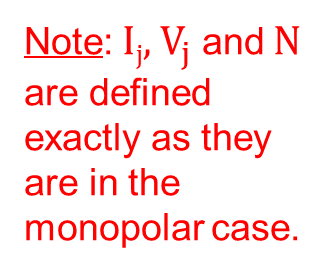 Note: Iⱼ, Vⱼ and N
are defined
exactly as they
are in the
monopolar case.